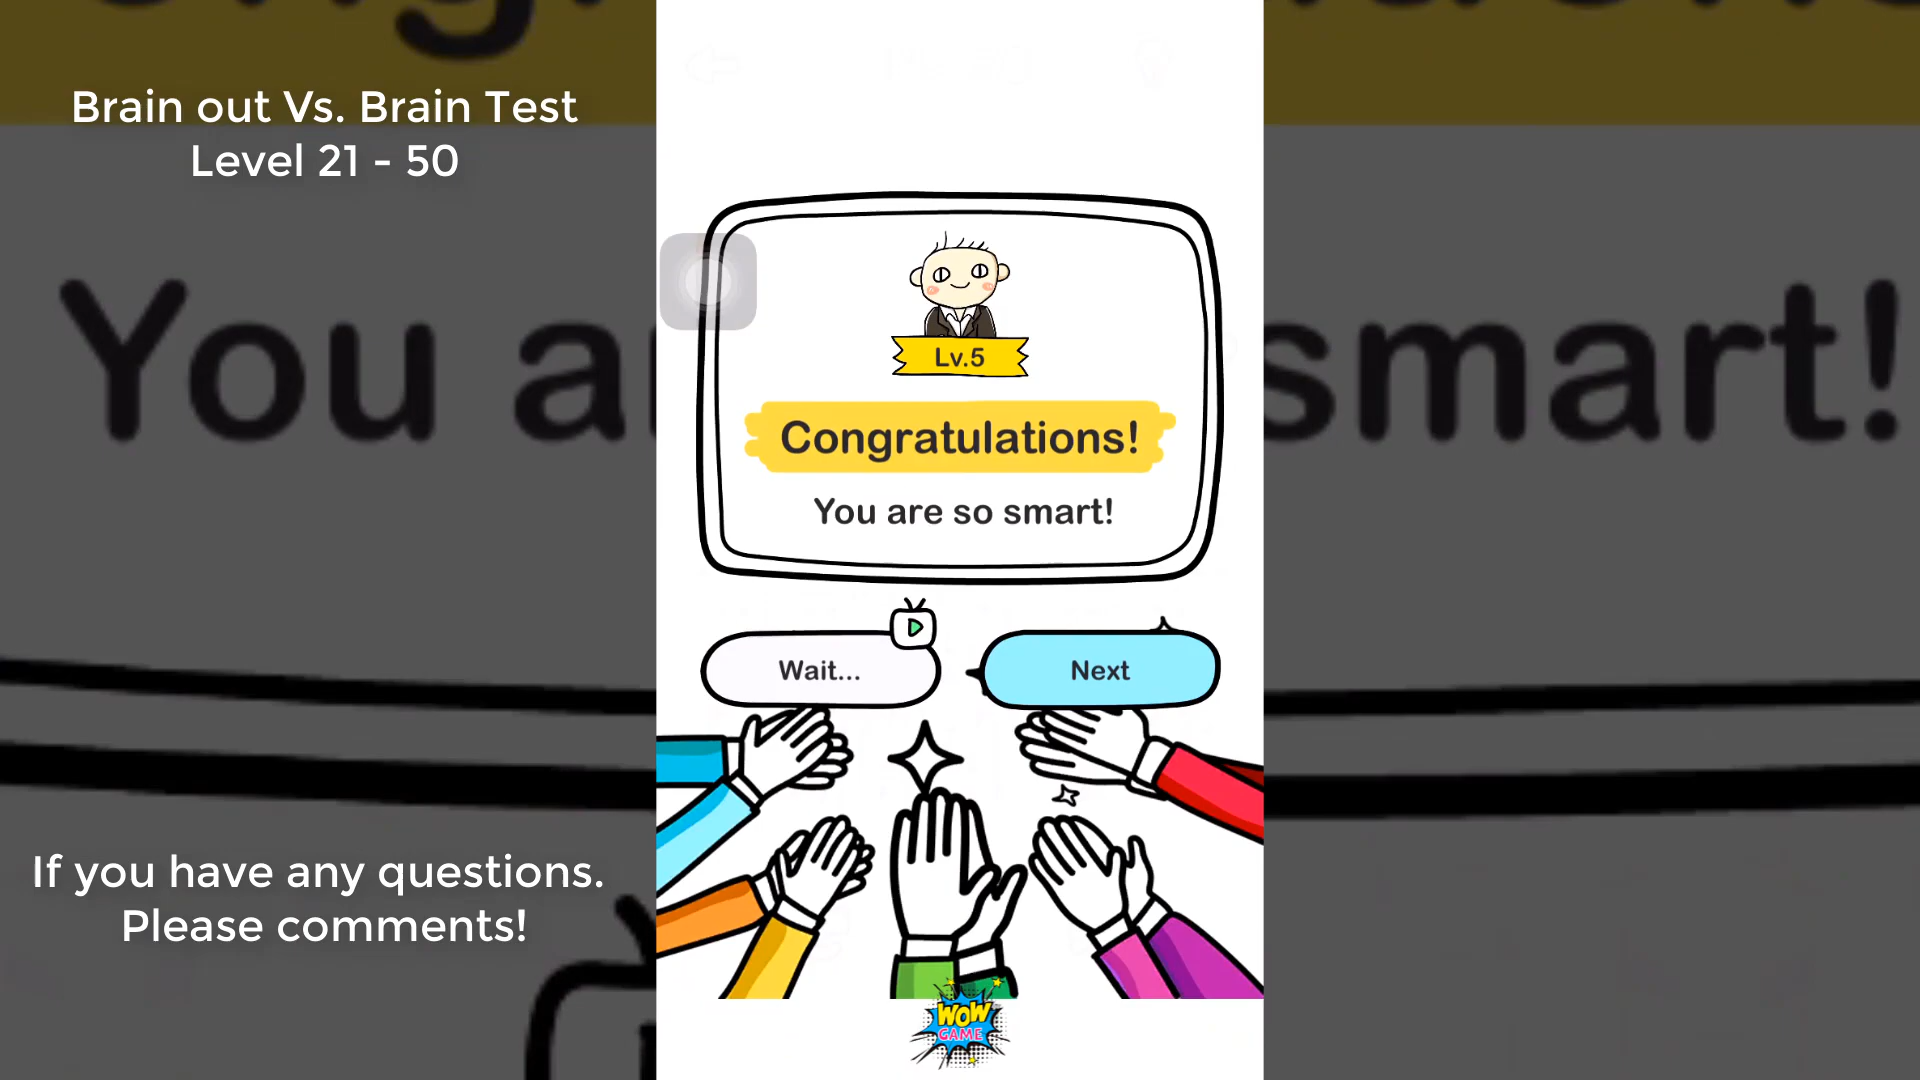 Brain out Vs. Brain Test
Level 21 - 50
Lv.5
Congratulations!
You are so smart!
Wait...
Next
If you have any questions.
Please comments!
WOW
GAME
You a
smart!